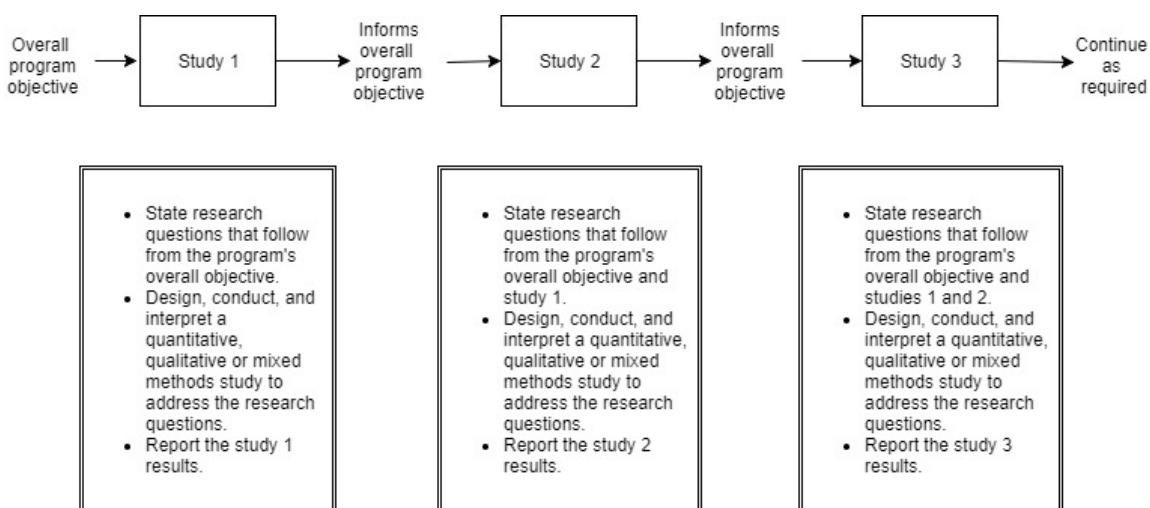 Overall
program
objective
Study 1
Informs
overall
program
objective
Study 2
Informs
overall
program
objective
Study 3
Continue
as
required
• State research
questions that follow
from the program's
overall objective.
• Design, conduct, and
interpret a
quantitative,
qualitative or mixed
methods study to
address the research
questions.
• Report the study 1
results.
• State research
questions that follow
from the program's
overall objective and
study 1.
• Design, conduct, and
interpret a quantitative,
qualitative or mixed
methods study to
address the research
questions.
• Report the study 2
results.
• State research
questions that follow
from the program's
overall objective and
studies 1 and 2.
• Design, conduct, and
interpret a quantitative,
qualitative or mixed
methods study to
address the research
questions.
• Report the study 3
results.